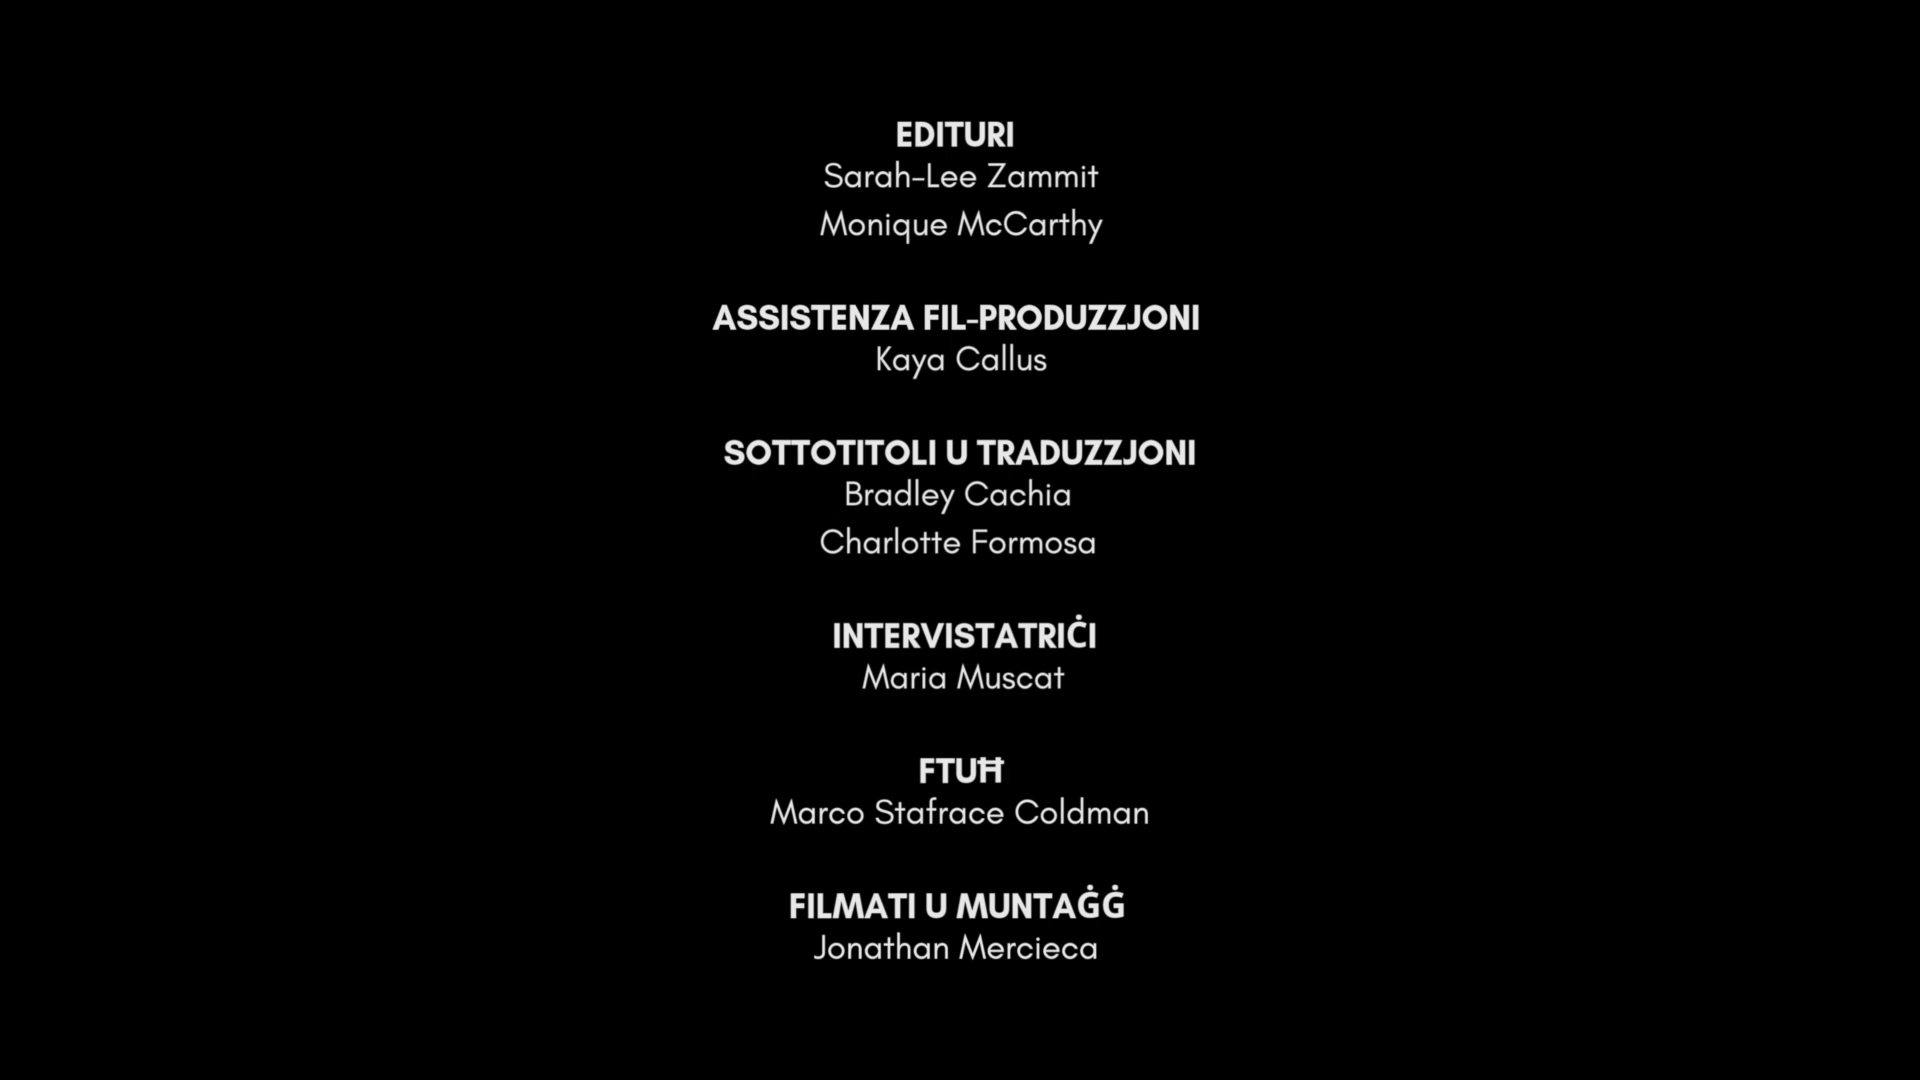 EDITURI
Sarah-Lee Zammit
Monique McCarthy
ASSISTENZA FIL-PRODUZZJONI
Kaya Callus
SOTTOTITOLI U TRADUZZJONI
Bradley Cachia
Charlotte Formosa
INTERVISTATRIĊI
Maria Muscat
FTUĦ
Marco Stafrace Coldman
FILMATI U MUNTAĠĠ
Jonathan Mercieca